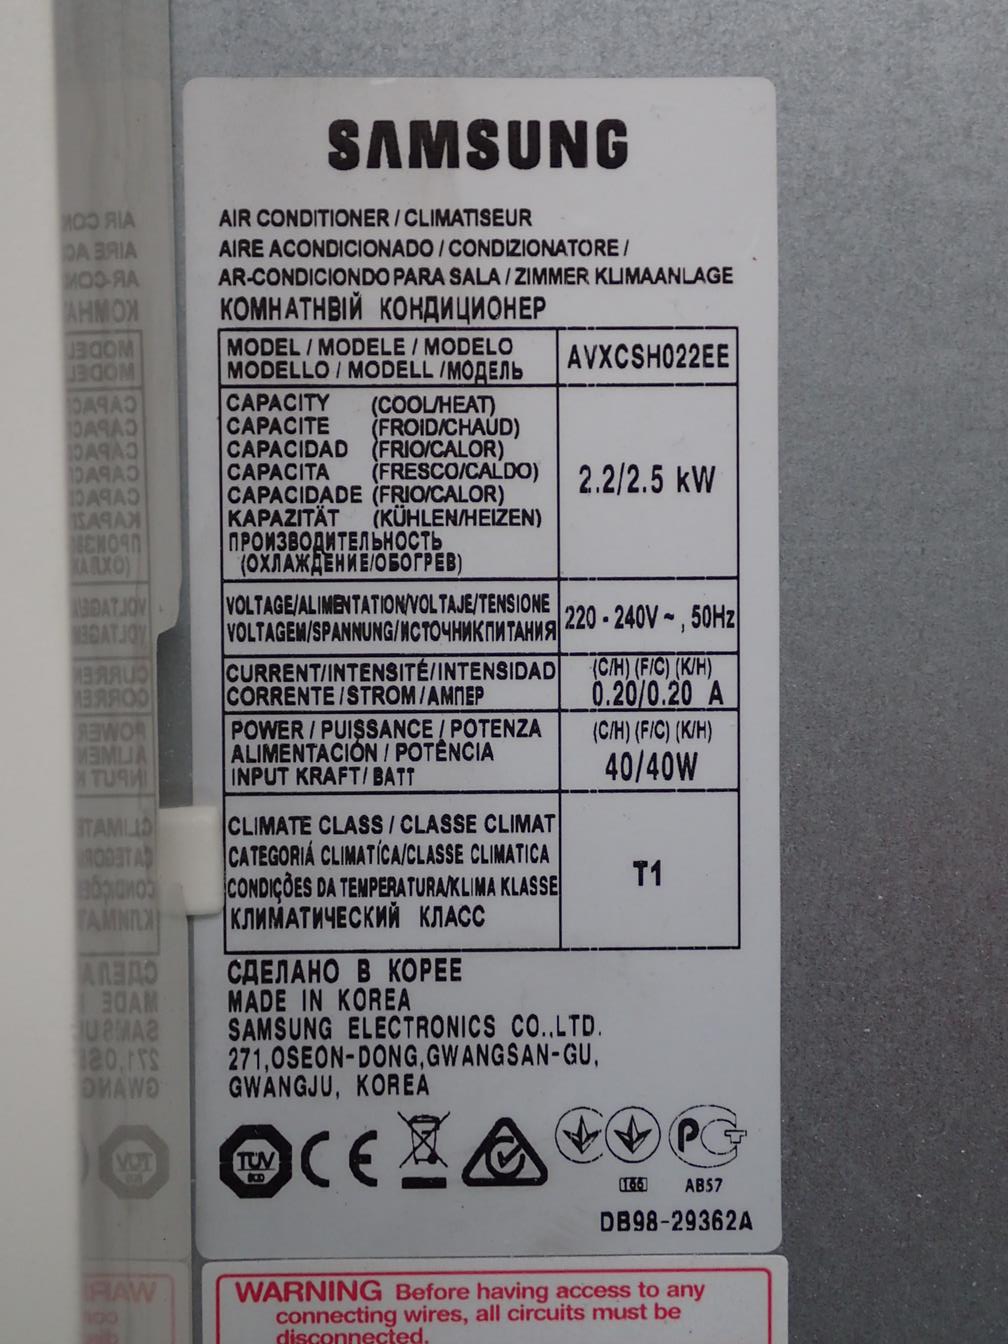 SAMSUNG
AIR CONDITIONER / CLIMATISEUR
AIRE ACONDICIONADO / CONDIZIONATORE /
AR-CONDICIONDO PARA SALA / ZIMMER KLIMAANLAGE
КОМНАТНВІЙ КОНДИЦИОНЕР
MODEL / MODELE / MODELO
MODELLO / MODELL /МОДЕЛЬ
AVXCSH022EE
CAPACITY (COOL/HEAT)
CAPACITE (FROID/CHAUD)
CAPACIDAD (FRIO/CALOR)
CAPACITA (FRESCO/CALDO)
CAPACIDADE (FRIO/CALOR)
KAPAZITÄT (KÜHLEN/HEIZEN)
ПРОИЗВОДИТЕЛЬНОСТЬ
(ОХЛАЖДЕНИЕ/ОБОГРЕВ)
2.2/2.5 kW
VOLTAGE/ALIMENTATION/VOLTAJE/TENSIONE
VOLTAGEM/SPANNUNG/ИСТОЧНИКПИТАНИЯ
220 - 240V ~ , 50Hz
CURRENT/INTENSITÉ/INTENSIDAD
CORRENTE / STROM / АМПЕР
(C/H) (F/C) (K/H)
0.20/0.20 A
POWER / PUISSANCE / POTENZA
ALIMENTACIÓN / POTÊNCIA
INPUT KRAFT/ ВАТТ
(C/H) (F/C) (K/H)
40/40W
CLIMATE CLASS / CLASSE CLIMAT
CATEGORIÁ CLIMATÍCA/CLASSE CLIMATICA
CONDIÇÕES DA TEMPERATURA/KLIMA KLASSE
КЛИМАТИЧЕСКИЙ КЛАСС
T1
СДЕЛАНО В КОРЕЕ
MADE IN KOREA
SAMSUNG ELECTRONICS CO.,LTD.
271,OSEON-DONG,GWANGSAN-GU,
GWANGJU, KOREA
TÜV
CE
PCT
166 АВ57
DB98-29362A
WARNING Before having access to any
connecting wires, all circuits must be
disconnected.